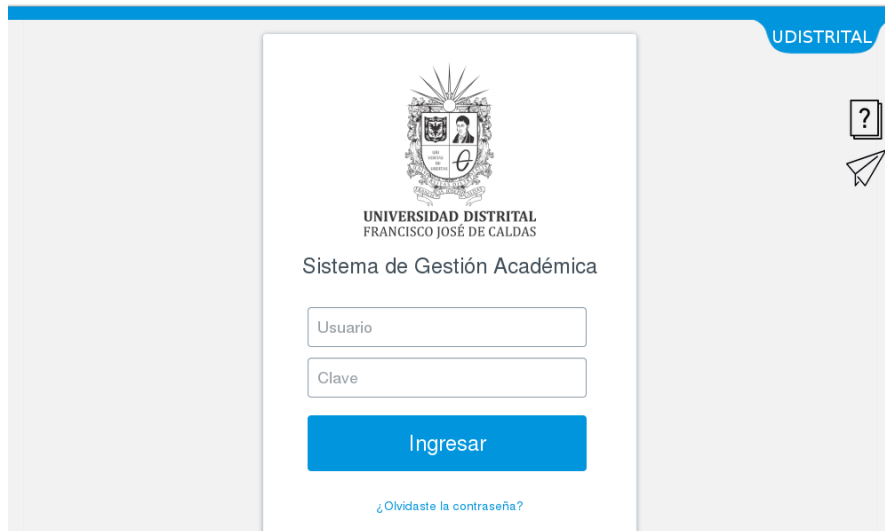 UDISTRITAL
?
UNIVERSIDAD DISTRITAL
FRANCISCO JOSÉ DE CALDAS
Sistema de Gestión Académica
Usuario
Clave
Ingresar
¿Olvidaste la contraseña?